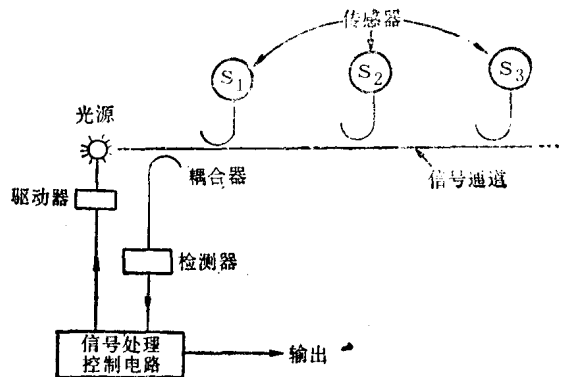 传感器
S1
S2
S3
光源
耦合器
信号通道
驱动器
检测器
信号处理
控制电路
输出